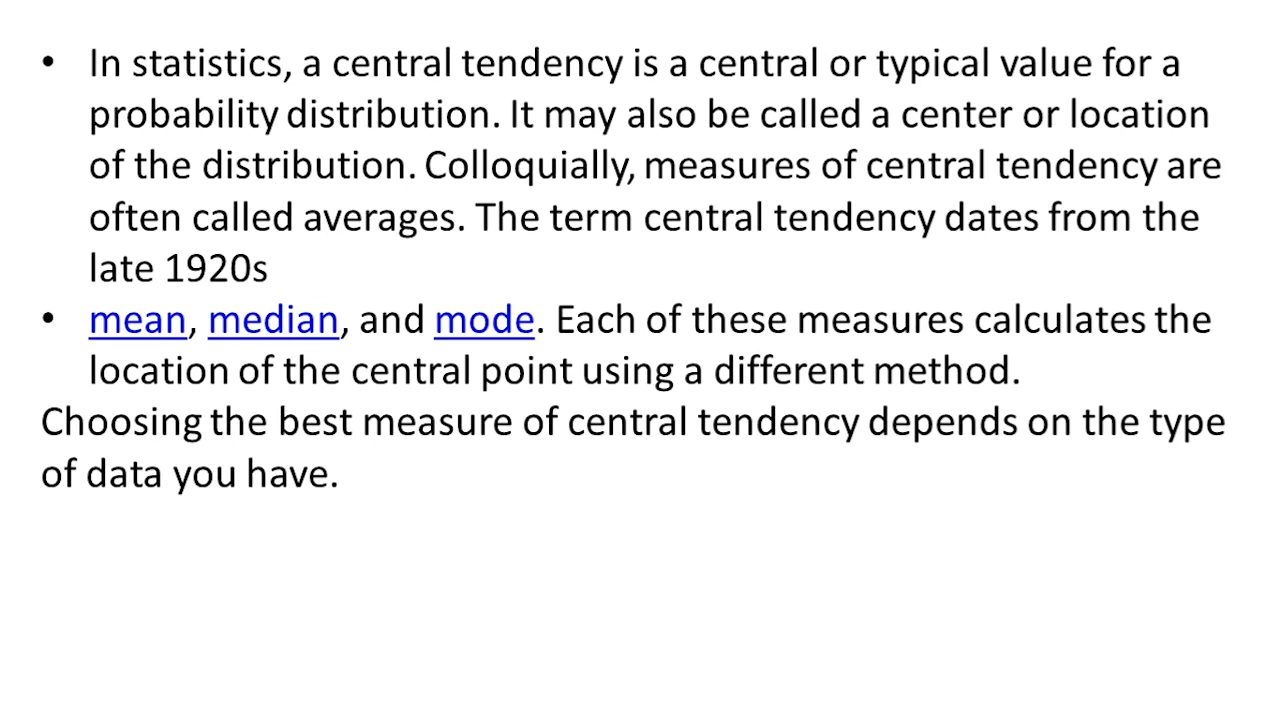 • In statistics, a central tendency is a central or typical value for a
probability distribution. It may also be called a center or location
of the distribution. Colloquially, measures of central tendency are
often called averages. The term central tendency dates from the
late 1920s
• mean, median, and mode. Each of these measures calculates the
location of the central point using a different method.
Choosing the best measure of central tendency depends on the type
of data you have.